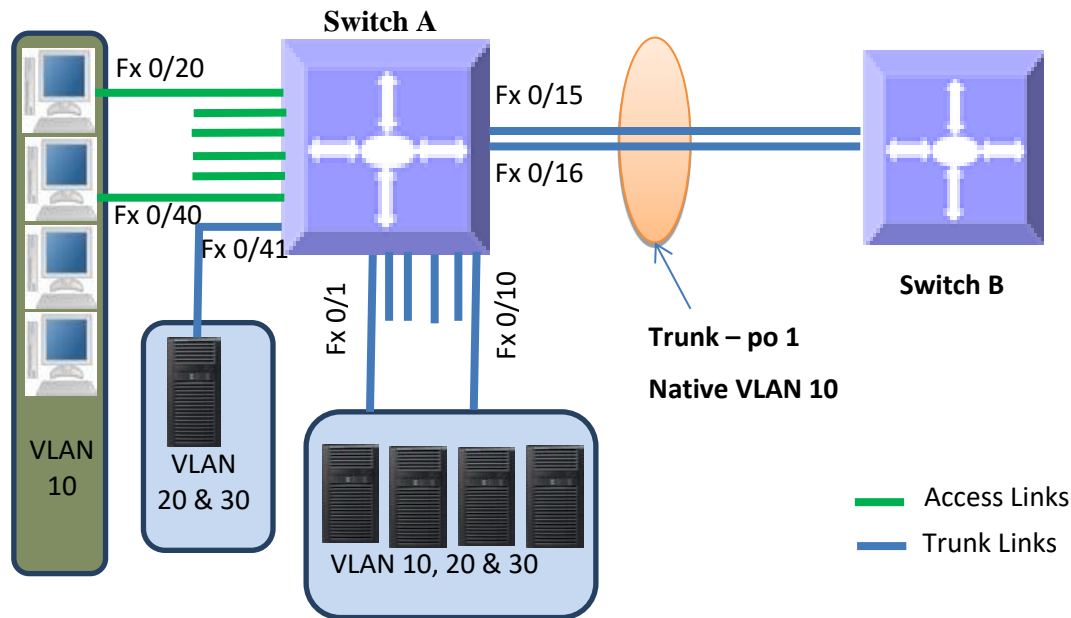 Switch A
Fx 0/20
Fx 0/15
Fx 0/16
Fx 0/40
Fx 0/41
Fx 0/1
Fx 0/10
Switch B
Trunk – po 1
Native VLAN 10
VLAN
10
VLAN
20 & 30
VLAN 10, 20 & 30
Access Links
Trunk Links